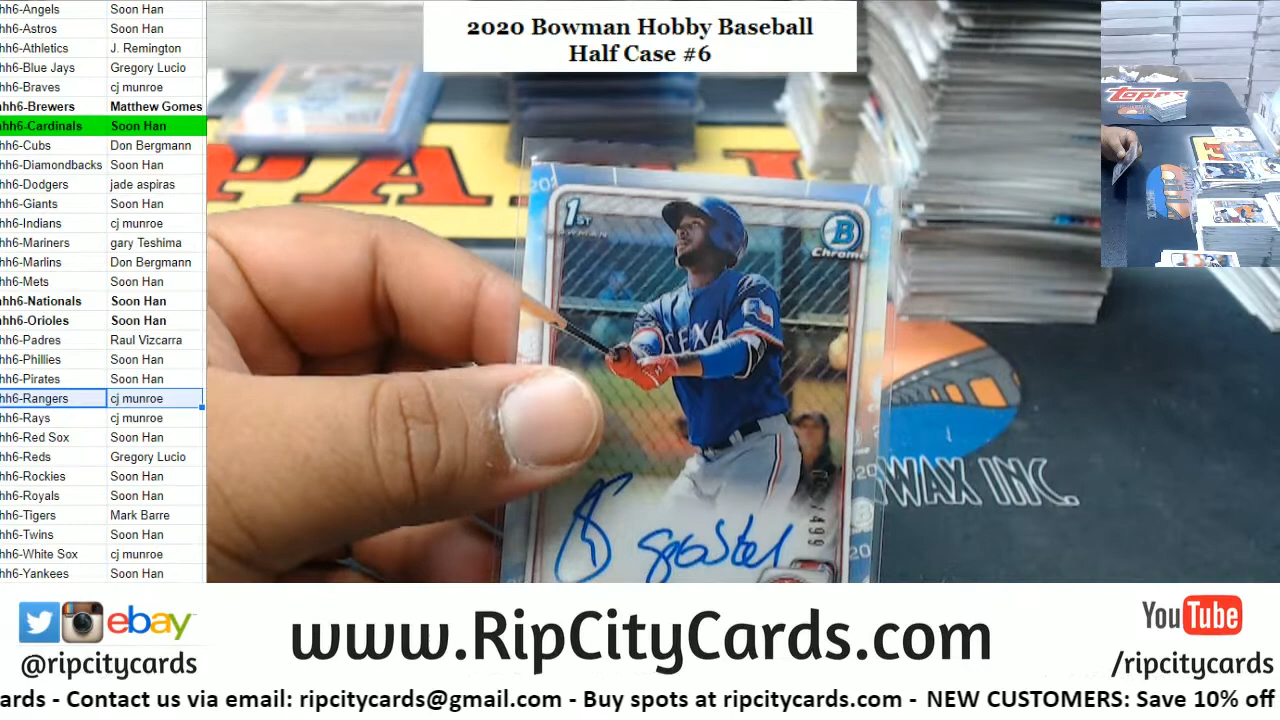 2020 Bowman Hobby Baseball
Half Case #6
hh6-Angels Soon Han
hh6-Astros Soon Han
hh6-Athletics J. Remington
hh6-Blue Jays Gregory Lucio
hh6-Braves cj munroe
hh6-Brewers Matthew Gomes
hh6-Cardinals Soon Han
hh6-Cubs Don Bergmann
hh6-Diamondbacks Soon Han
hh6-Dodgers jade aspiras
hh6-Giants Soon Han
hh6-Indians cj munroe
hh6-Mariners gary Teshima
hh6-Marlins Don Bergmann
hh6-Mets Soon Han
hh6-Nationals Soon Han
hh6-Orioles Soon Han
hh6-Padres Raul Vizcarra
hh6-Phillies Soon Han
hh6-Pirates Soon Han
hh6-Rangers cj munroe
hh6-Rays cj munroe
hh6-Red Sox Soon Han
hh6-Reds Gregory Lucio
hh6-Rockies Soon Han
hh6-Royals Soon Han
hh6-Tigers Mark Barre
hh6-Twins Soon Han
hh6-White Sox cj munroe
hh6-Yankees Soon Han
1ST
B
Chrome
TEXA
/499
WAX INC.
Topps
ebay
@ripcitycards
www.RipCityCards.com
YouTube
/ripcitycards
ards - Contact us via email: ripcitycards@gmail.com - Buy spots at ripcitycards.com - NEW CUSTOMERS: Save 10% off